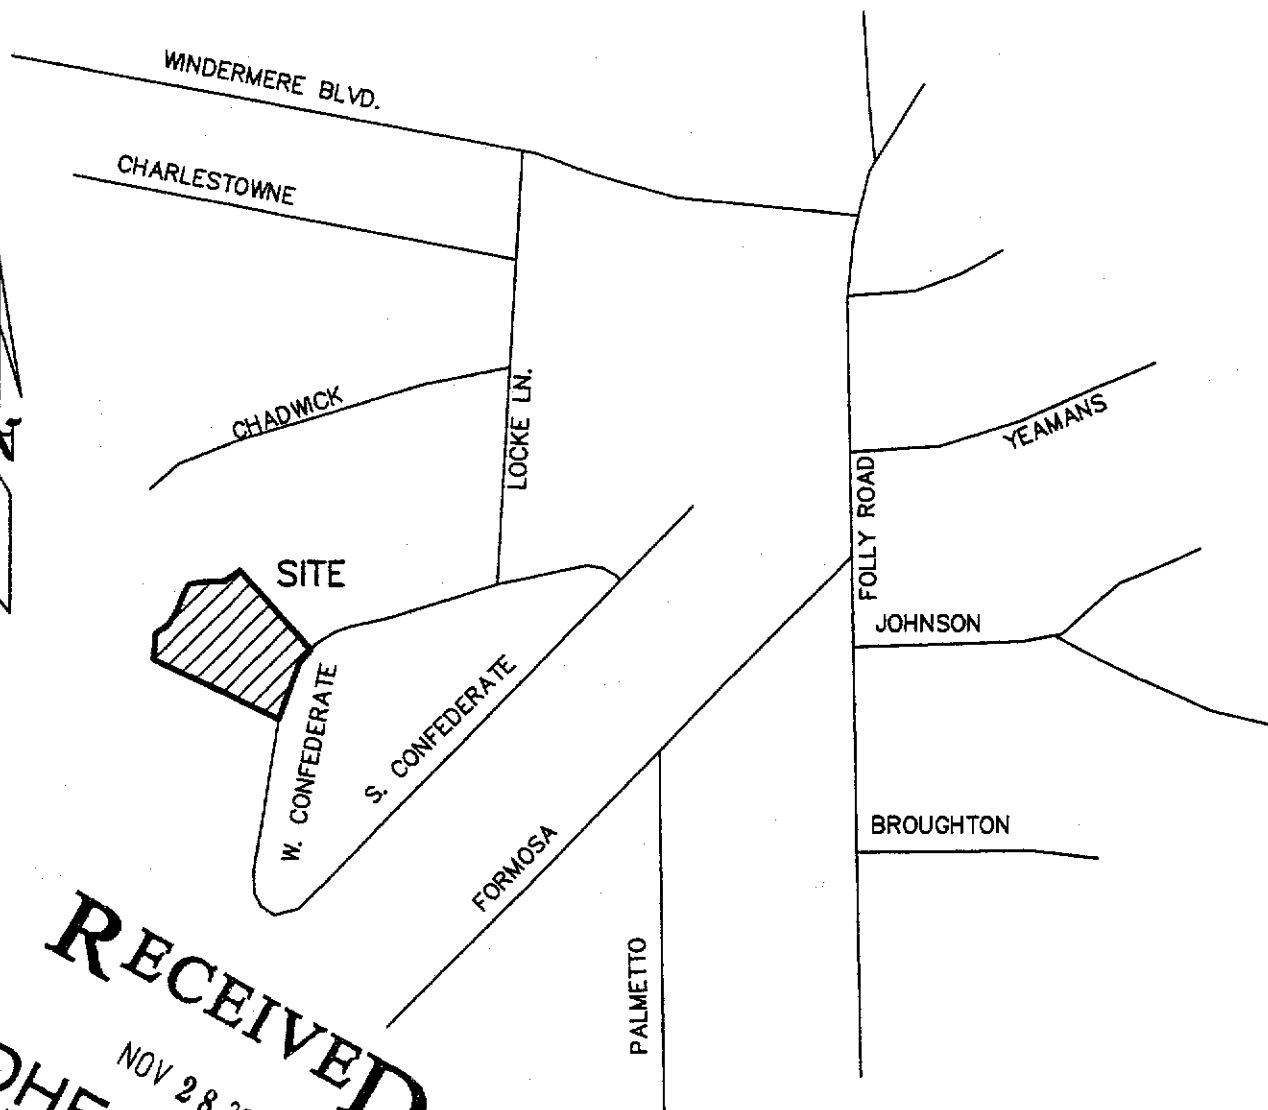 WINDERMERE BLVD.
CHARLESTOWNE
CHADWICK
LOCKE LN.
YEAMANS
FOLLY ROAD
SITE
JOHNSON
W. CONFEDERATE
S. CONFEDERATE
BROUGHTON
FORMOSA
PALMETTO
RECEIVED
NOV 28